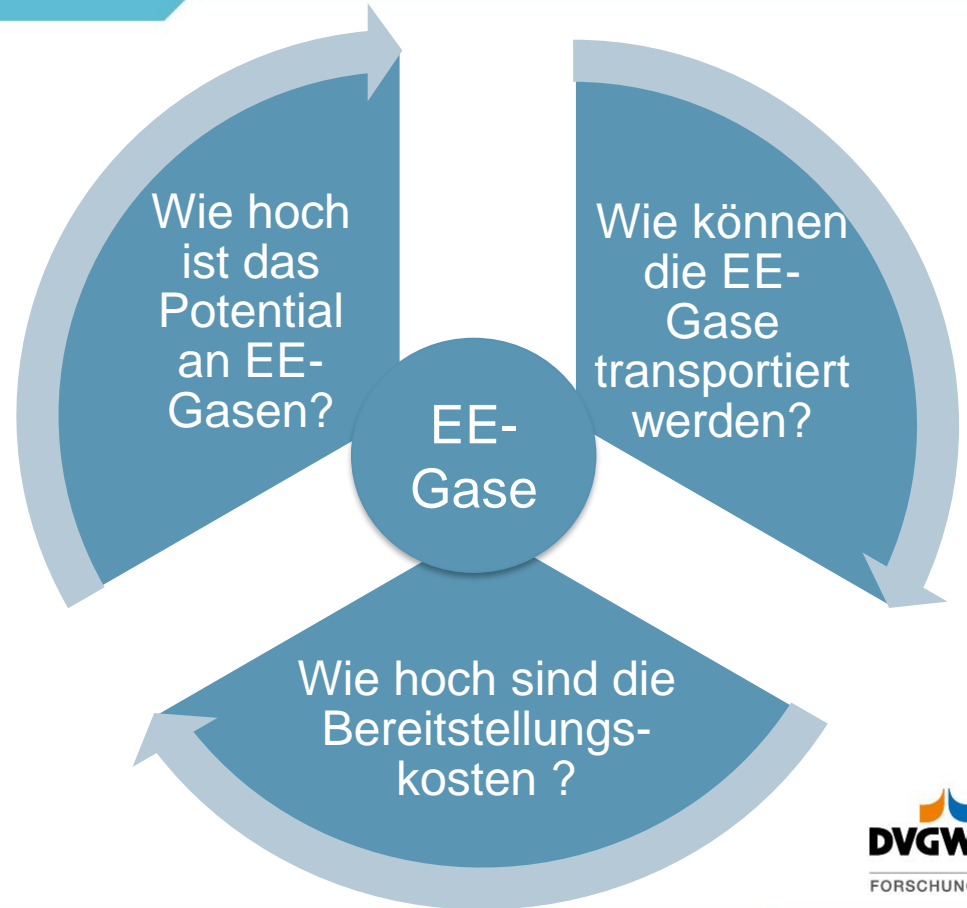 Wie hoch
ist das
Potential
an EE-
Gasen?
Wie können
die EE-
Gase
transportiert
werden?
EE-
Gase
Wie hoch sind die
Bereitstellungs-
kosten ?
DVGW